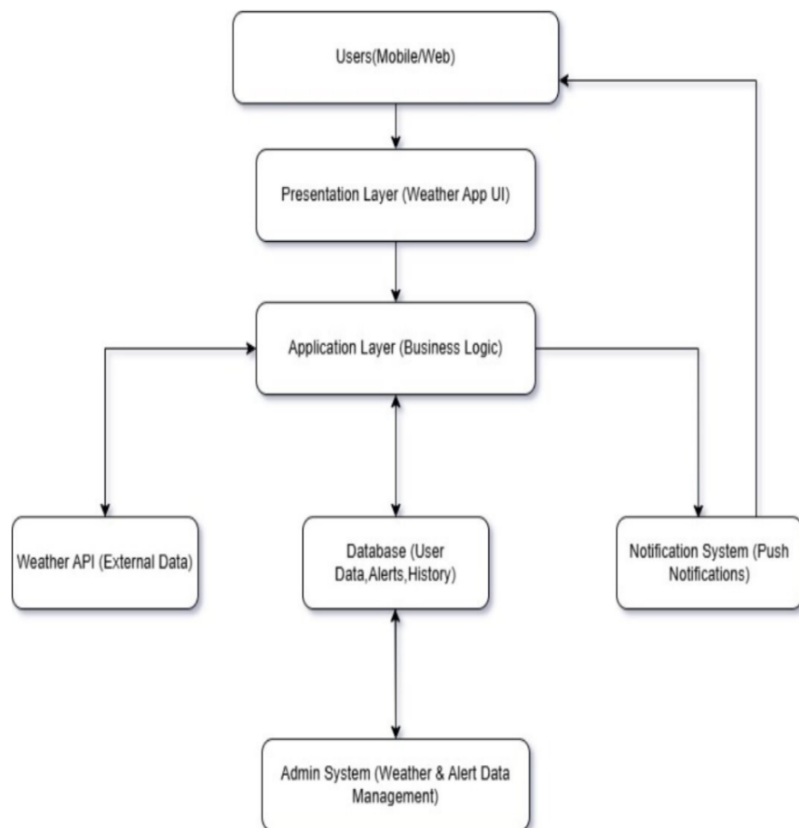 Users(Mobile/Web)
Presentation Layer (Weather App UI)
Application Layer (Business Logic)
Weather API (External Data)
Database (User
Data,Alerts,History)
Notification System (Push
Notifications)
Admin System (Weather & Alert Data
Management)